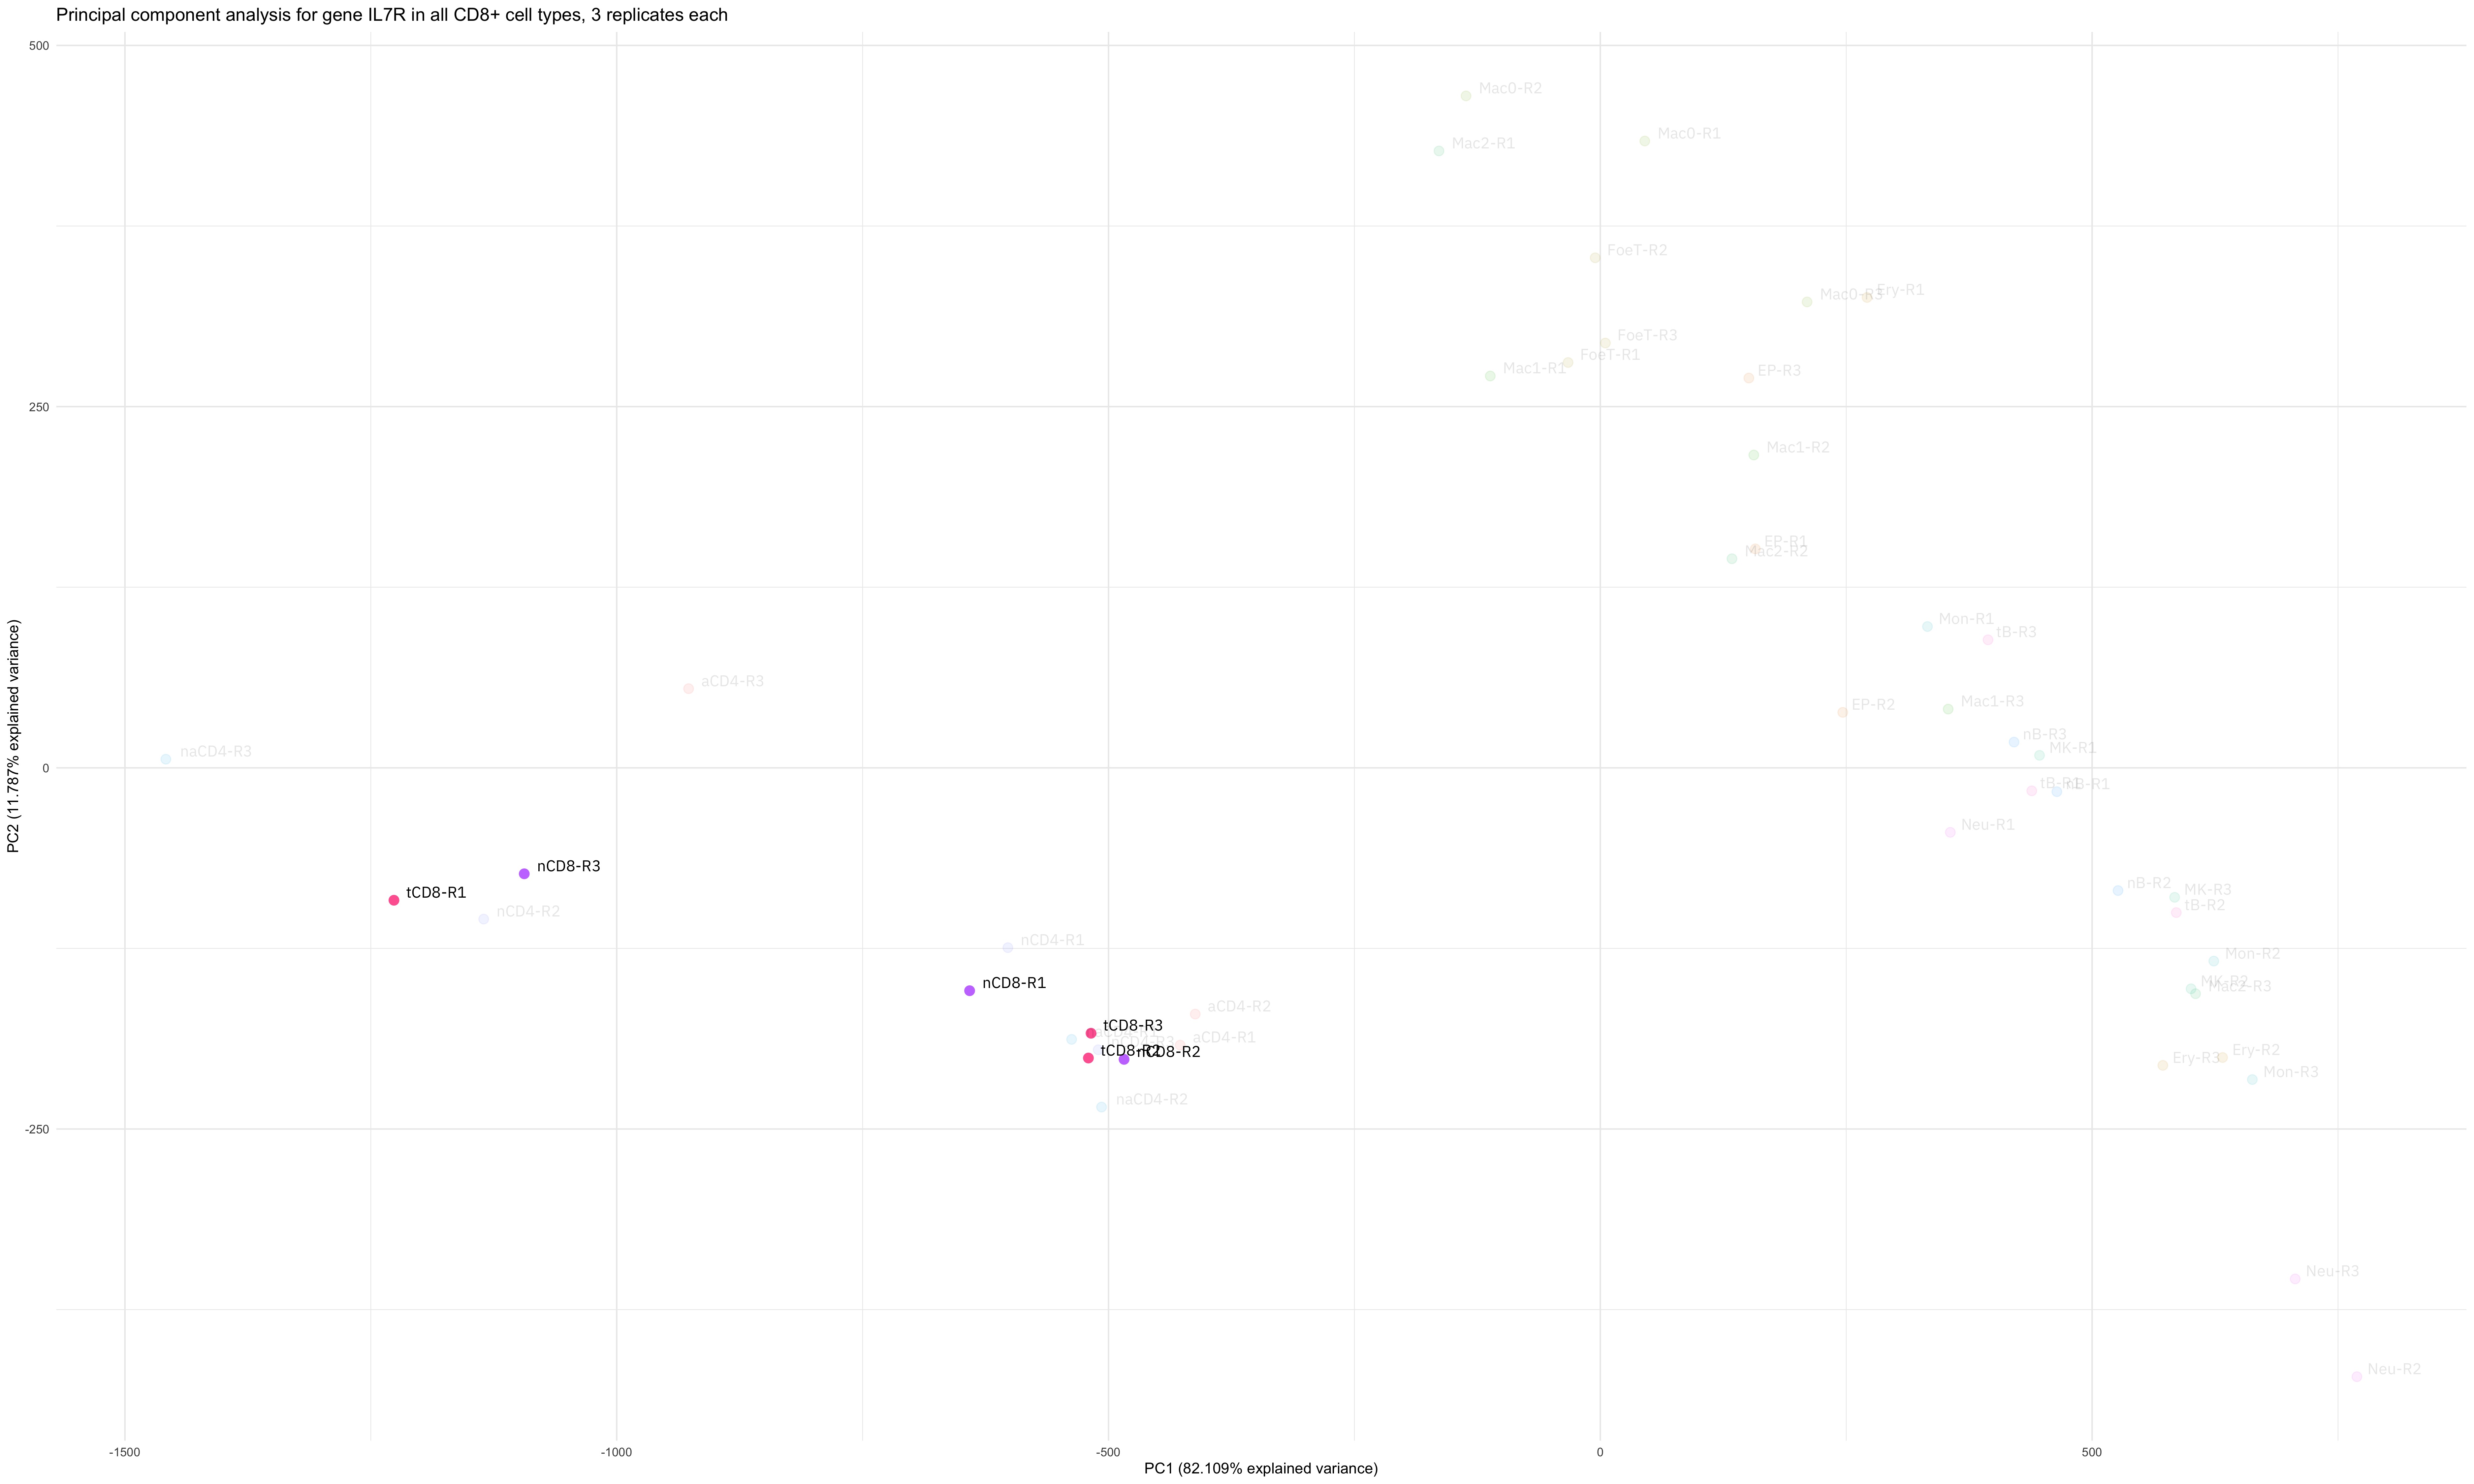 Principal component analysis for gene IL7R in all CD8+ cell types, 3 replicates each
500
Mac0-R2
Mac0-R1
Mac2-R1
FoeT-R2
Mac0-R3
Ery-R1
FoeT-R3
FoeT-R1
Mac1-R1
EP-R3
250
Mac1-R2
EP-R1
Mac2-R2
Mon-R1
tB-R3
aCD4-R3
Mac1-R3
EP-R2
nB-R3
MK-R1
naCD4-R3
0
tB-R1
nB-R1
Neu-R1
nCD8-R3
tCD8-R1
nCD4-R2
nB-R2
MK-R3
tB-R2
nCD4-R1
Mon-R2
nCD8-R1
MK-R2
Mac2-R3
aCD4-R2
tCD8-R3
aCD4-R1
tCD8-R2
nCD8-R2
Ery-R2
Ery-R3
Mon-R3
naCD4-R2
-250
Neu-R3
Neu-R2
-1500
-1000
-500
0
500
PC1 (82.109% explained variance)
PC2 (11.787% explained variance)